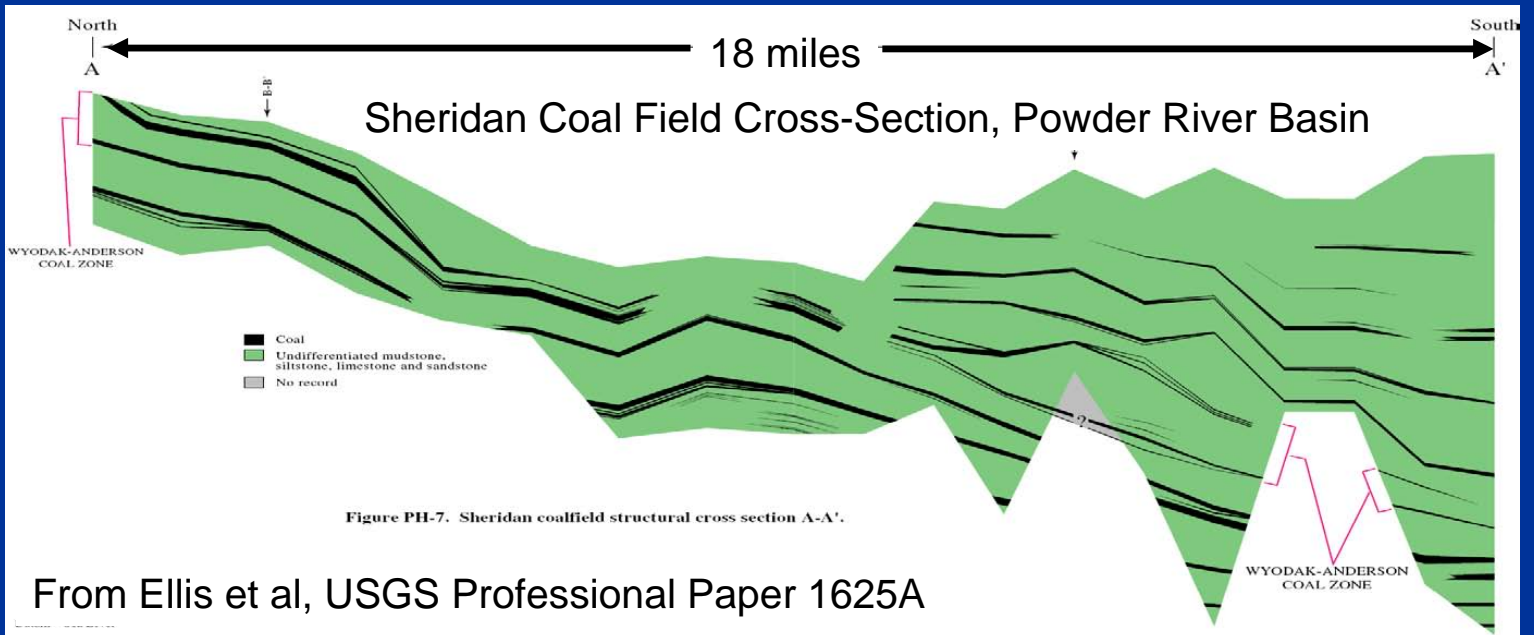 North
South
18 miles
A
A'
B-B'
Sheridan Coal Field Cross-Section, Powder River Basin
WYODAK-ANDERSON
COAL ZONE
Coal
Undifferentiated mudstone,
siltstone, limestone and sandstone
No record
?
Figure PH-7. Sheridan coalfield structural cross section A-A'.
WYODAK-ANDERSON
COAL ZONE
From Ellis et al, USGS Professional Paper 1625A